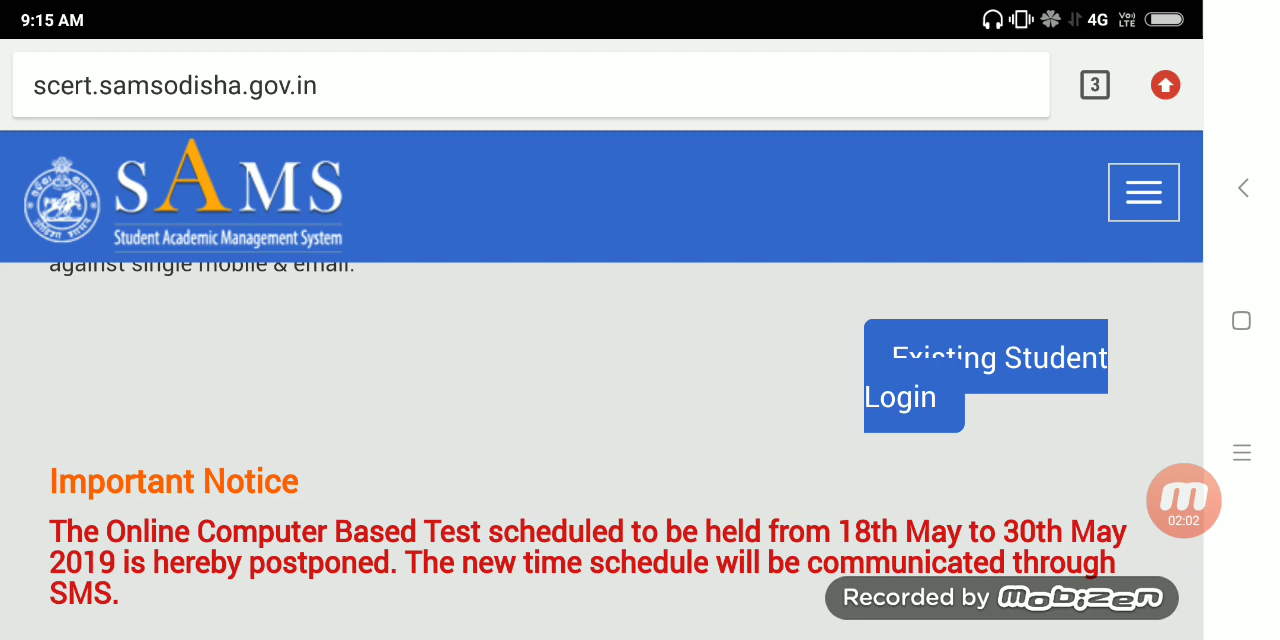 9:15 AM
4G
Vo)) LTE
scert.samsodisha.gov.in
3
SAMS
Student Academic Management System
against single mobile & email.
Existing Student
Login
Important Notice
The Online Computer Based Test scheduled to be held from 18th May to 30th May
2019 is hereby postponed. The new time schedule will be communicated through
SMS.
02:02
Recorded by mobizen